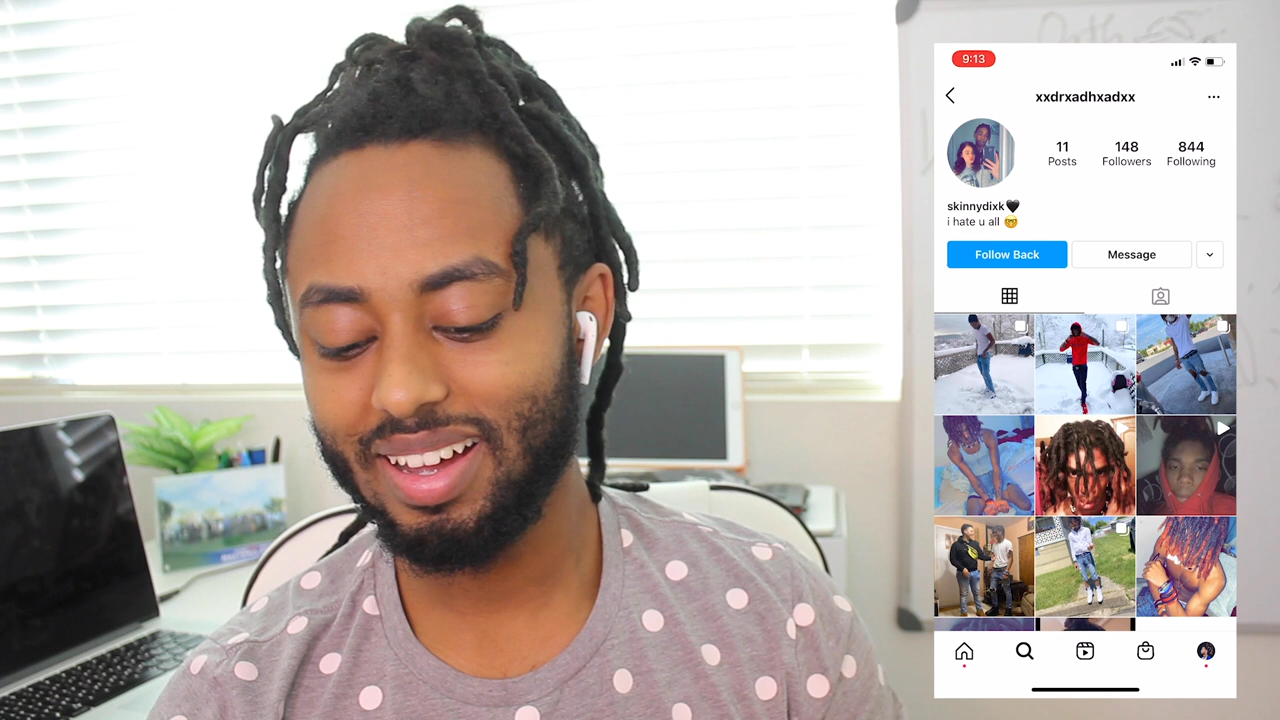 9:13
xxdrxadhxadxx
11 148 844
Posts Followers Following
skinnydixk🖤
i hate u all 🤓
Follow Back Message